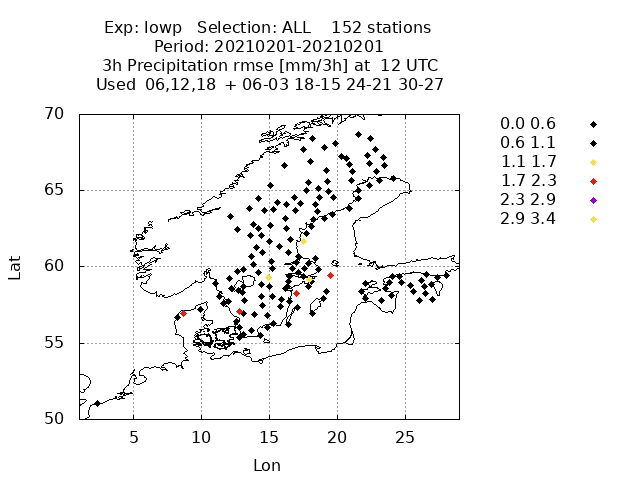 Exp: lowp   Selection: ALL    152 stations
Period: 20210201-20210201
3h Precipitation rmse [mm/3h] at  12 UTC
Used  06,12,18  + 06-03 18-15 24-21 30-27
70
65
60
55
50
Lat
5 10 15 20 25
Lon
0.0 0.6
0.6 1.1
1.1 1.7
1.7 2.3
2.3 2.9
2.9 3.4